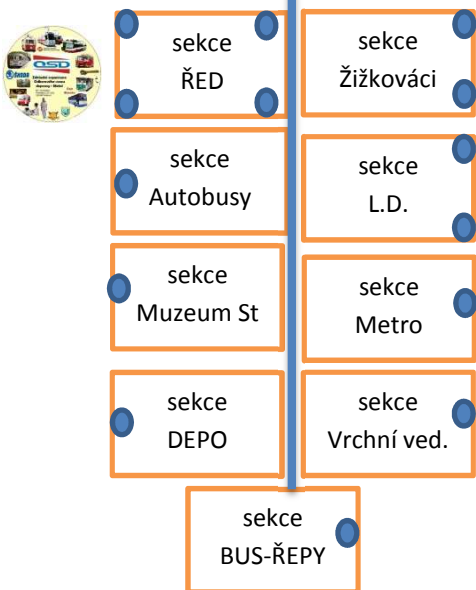 sekce
ŘED
sekce
Žižkováci
sekce
Autobusy
sekce
L.D.
sekce
Muzeum St
sekce
Metro
sekce
DEPO
sekce
Vrchní ved.
sekce
BUS-ŘEPY